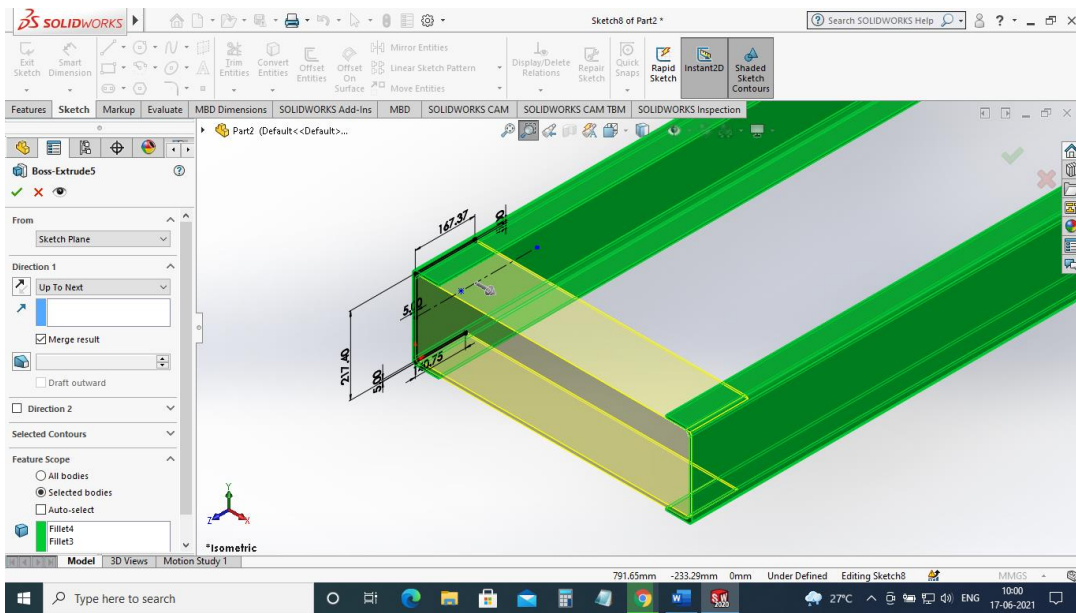 SOLIDWORKS
Sketch8 of Part2 *
Search SOLIDWORKS Help
Exit Sketch
Smart Dimension
Trim Entities
Convert Entities
Offset Entities
Offset On Surface
Mirror Entities
Linear Sketch Pattern
Move Entities
Display/Delete Relations
Repair Sketch
Quick Snaps
Rapid Sketch
Instant2D
Shaded Sketch Contours
Features Sketch Markup Evaluate MBD Dimensions SOLIDWORKS Add-Ins MBD SOLIDWORKS CAM SOLIDWORKS CAM TBM SOLIDWORKS Inspection
Part2 (Default<<Default>...
Boss-Extrude5
From
Sketch Plane
Direction 1
Up To Next
Merge result
Draft outward
Direction 2
Selected Contours
Feature Scope
All bodies
Selected bodies
Auto-select
Fillet4
Fillet3
167.37
217.40
5.00
Y
Z
X
*Isometric
Model 3D Views Motion Study 1
791.65mm -233.29mm 0mm Under Defined Editing Sketch8 MMGS
Type here to search
27°C ENG
10:00
17-06-2021